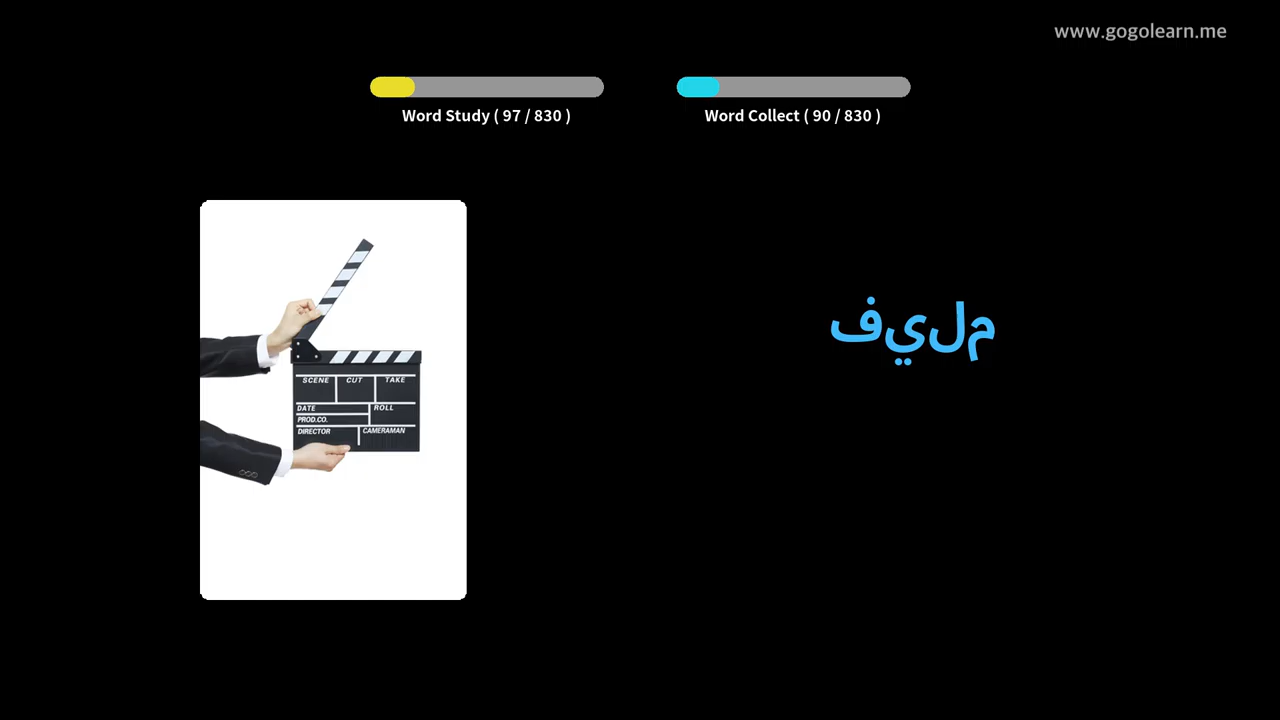 www.gogolearn.me
Word Study ( 97 / 830 )
Word Collect ( 90 / 830 )
SCENE CUT TAKE
DATE ROLL
PROD.CO.
DIRECTOR CAMERAMAN
فيلم